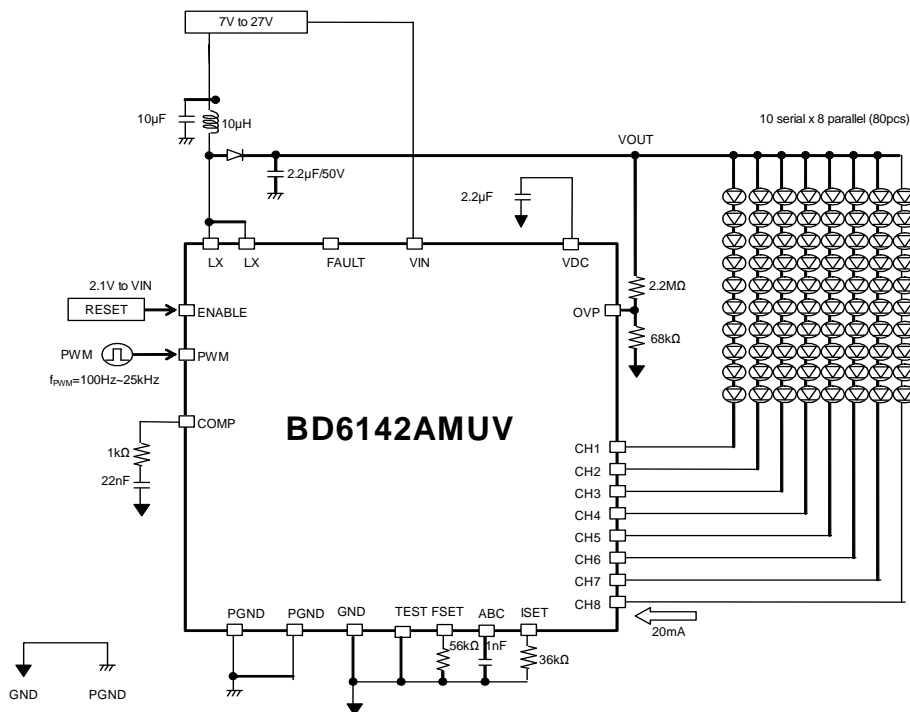 7V to 27V
10µF
10µH
10 serial x 8 parallel (80pcs)
VOUT
2.2µF/50V
2.2µF
LX
LX
FAULT
VIN
VDC
2.1V to VIN
RESET
ENABLE
2.2MΩ
OVP
68kΩ
PWM
PWM
fPWM=100Hz~25kHz
COMP
BD6142AMUV
1kΩ
22nF
CH1
CH2
CH3
CH4
CH5
CH6
CH7
CH8
20mA
PGND
PGND
GND
TEST
FSET
ABC
ISET
56kΩ
1nF
36kΩ
GND
PGND